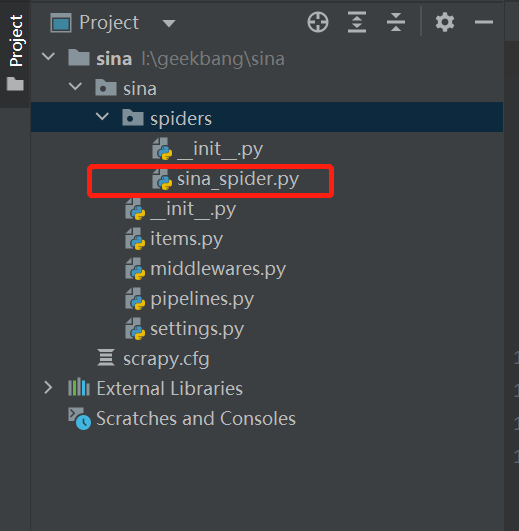 Project
Project
sina l:\geekbang\sina
sina
spiders
__init__.py
sina_spider.py
__init__.py
items.py
middlewares.py
pipelines.py
settings.py
scrapy.cfg
External Libraries
Scratches and Consoles